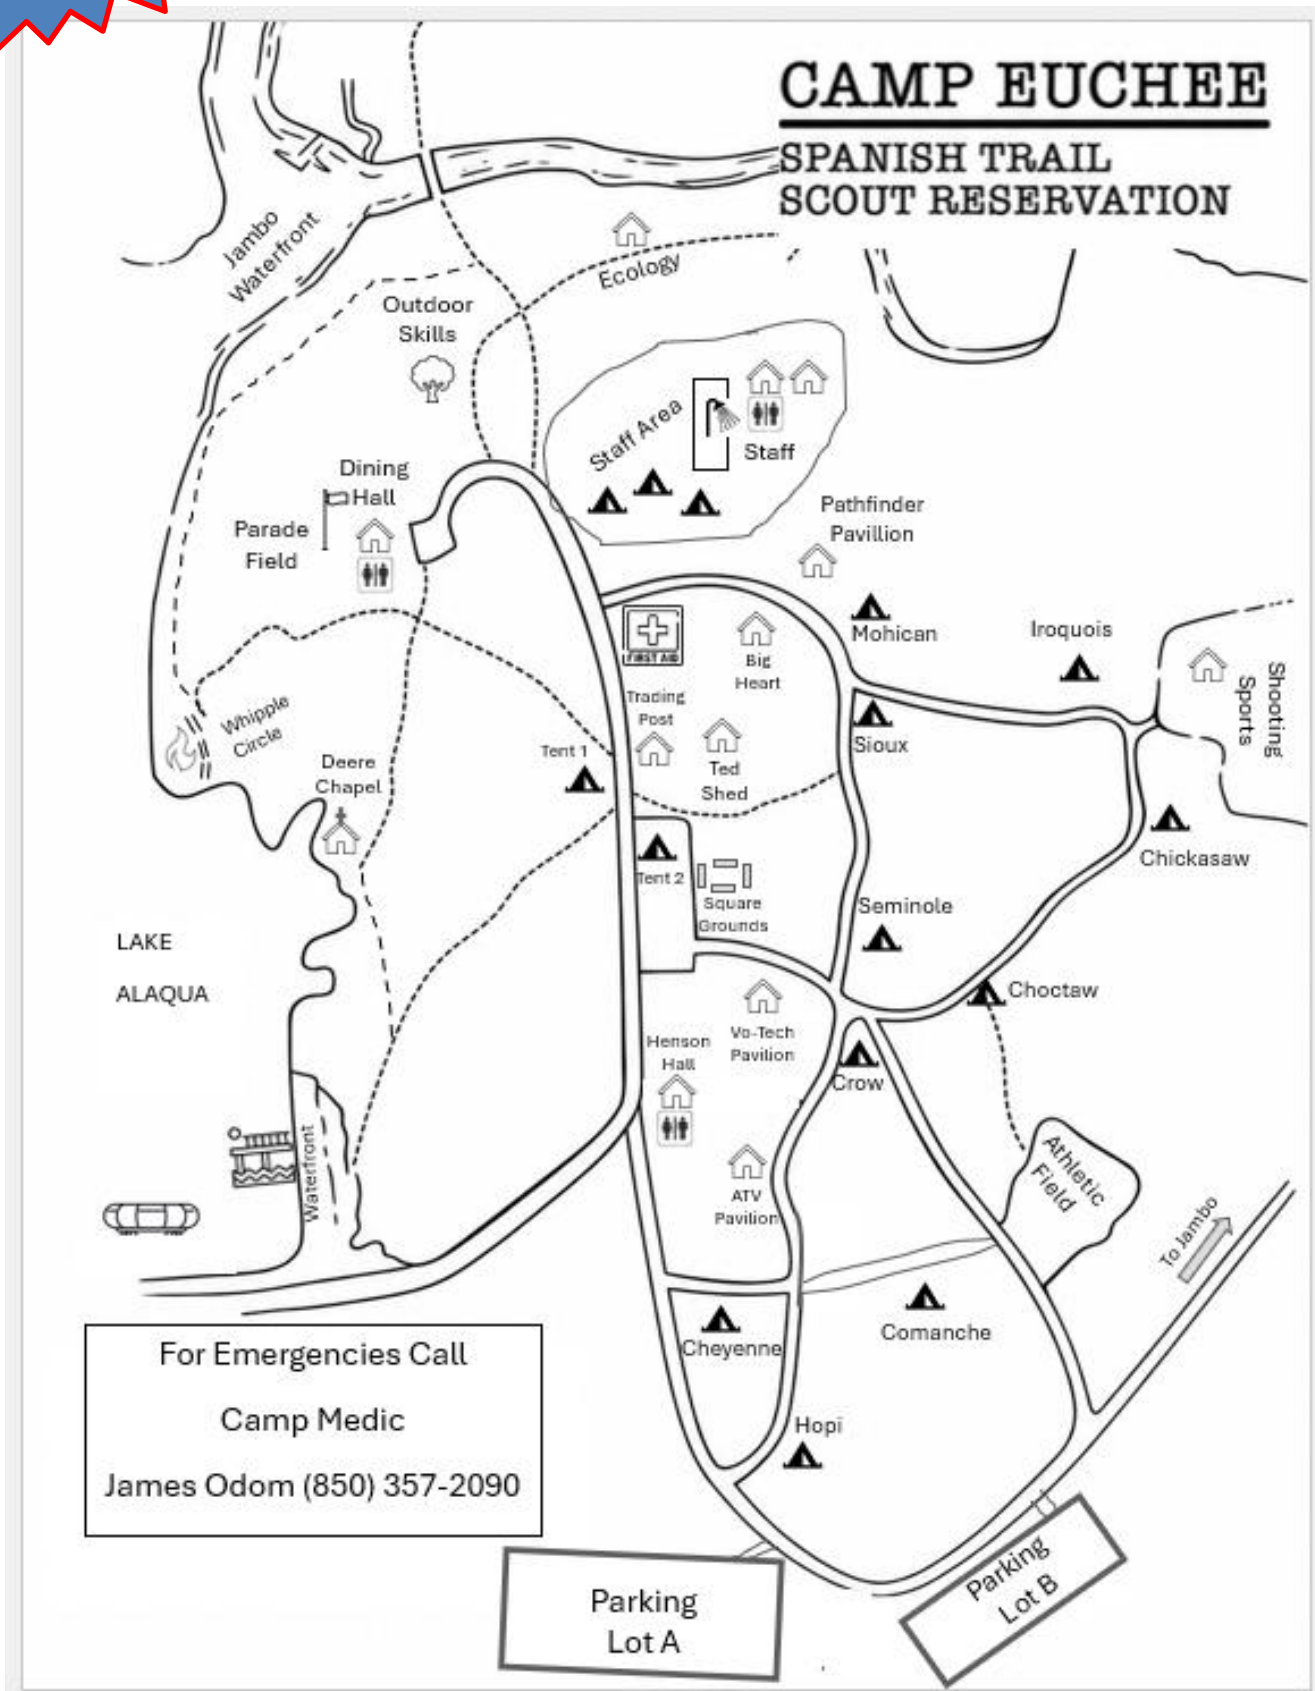 CAMP EUCHEE
SPANISH TRAIL
SCOUT RESERVATION
Jambo
Waterfront
Ecology
Outdoor
Skills
Staff Area
Staff
Dining
Hall
Parade
Field
Pathfinder
Pavillion
FIRST AID
Big
Heart
Mohican
Iroquois
Shooting
Sports
Trading
Post
Whipple
Circle
Sioux
Tent 1
Ted
Shed
Deere
Chapel
Chickasaw
Tent 2
Square
Grounds
Seminole
LAKE
ALAQUA
Choctaw
Vo-Tech
Pavilion
Henson
Hall
Crow
Waterfront
Athletic
Field
ATV
Pavilion
To Jambo
Cheyenne
Comanche
Hopi
For Emergencies Call
Camp Medic
James Odom (850) 357-2090
Parking
Lot A
Parking
Lot B